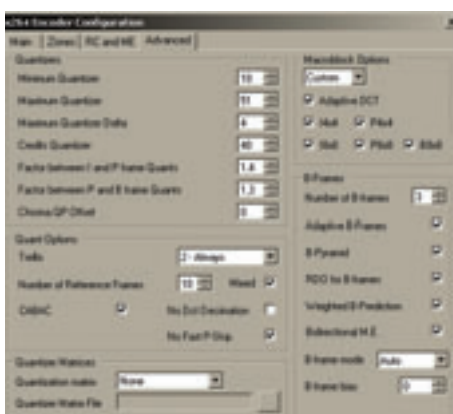 x264 Encoder Configuration
Main Zones RC and ME Advanced
Quantizers
Minimum Quantizer 10
Maximum Quantizer 51
Maximum Quantizer Delta 4
Credits Quantizer 40
Factor between I and P frame Quants 1.4
Factor between P and B frame Quants 1.3
Chroma QP Offset 0
Quant Options
Trellis 2 - Always
Number of Reference Frames Mixed
CABAC No Dct Decimation
No Fast P-Skip
Quantizer Matrices
Quantization matrix None
Quantizer Matrix File
Macroblock Options
Custom
Adaptive DCT
I4x4 P4x4
I8x8 P8x8 B8x8
B-Frames
Number of B-frames 3
Adaptive B-Frames
B-Pyramid
RDO for B-frames
Weighted B-Prediction
Bidirectional M.E.
B-frame mode Auto
B-frame bias 0